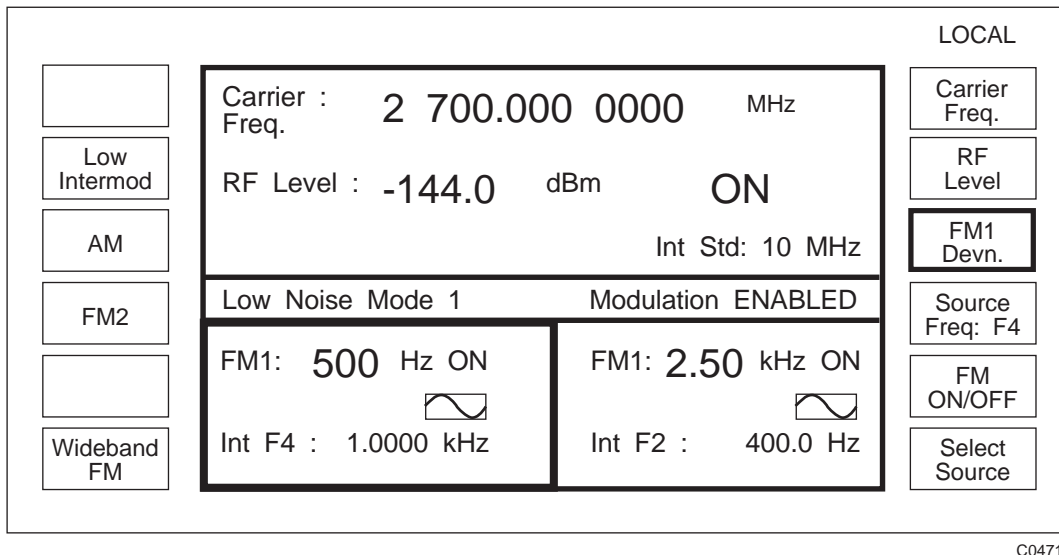 LOCAL
Low
Intermod
AM
FM2
Wideband
FM
Carrier :
Freq.
2 700.000 0000 MHz
RF Level : -144.0 dBm ON
Int Std: 10 MHz
Low Noise Mode 1 Modulation ENABLED
FM1: 500 Hz ON
Int F4 : 1.0000 kHz
FM1: 2.50 kHz ON
Int F2 : 400.0 Hz
Carrier
Freq.
RF
Level
FM1
Devn.
Source
Freq: F4
FM
ON/OFF
Select
Source
C0471